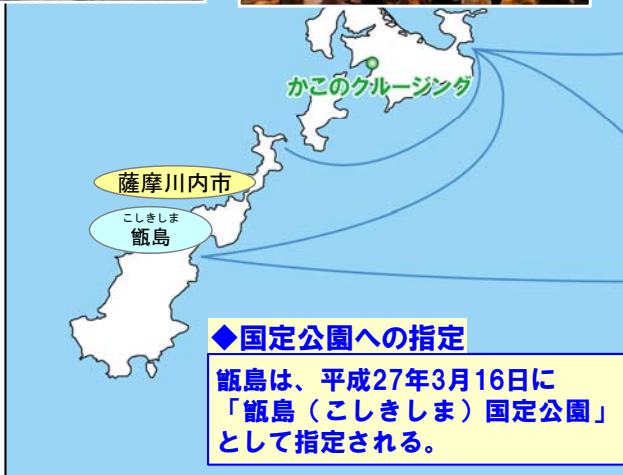 かこのクルージング
薩摩川内市
こしきしま
甑島
◆国定公園への指定
甑島は、平成27年3月16日に
「甑島（こしきしま）国定公園」
として指定される。